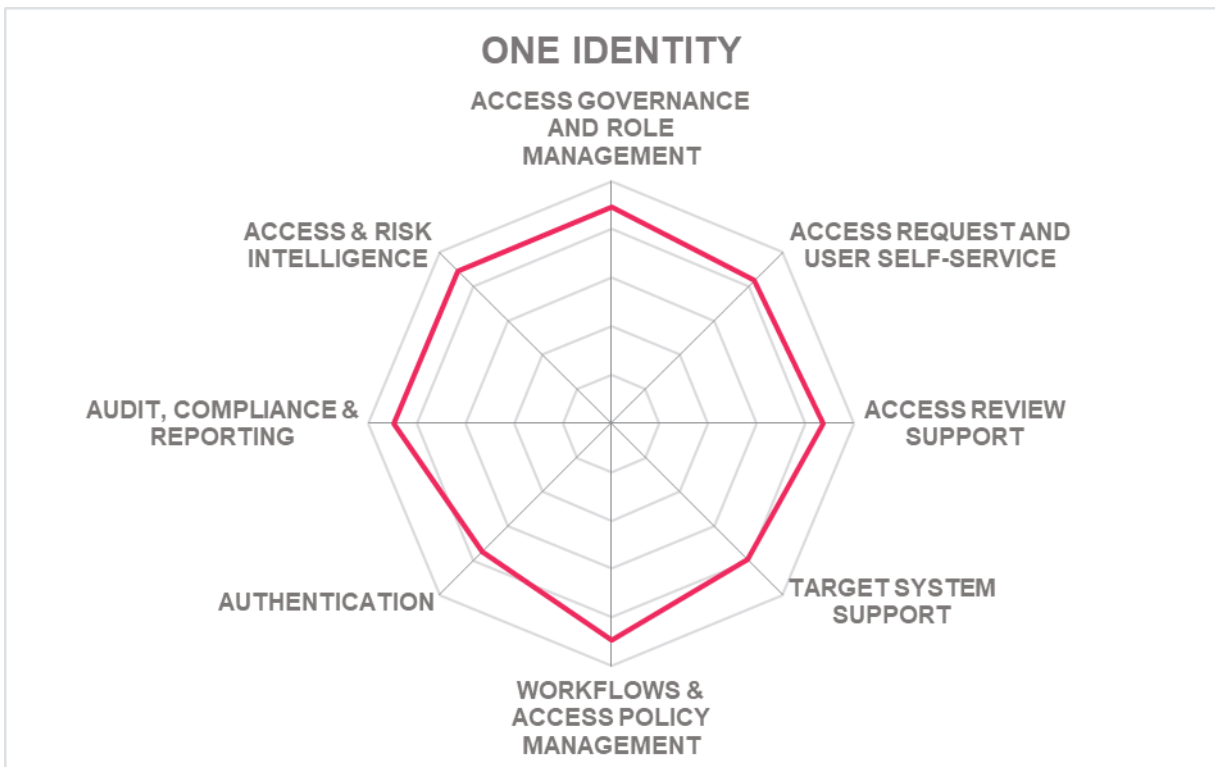 ONE IDENTITY
ACCESS GOVERNANCE
AND ROLE
MANAGEMENT
ACCESS REQUEST AND
USER SELF-SERVICE
ACCESS REVIEW
SUPPORT
TARGET SYSTEM
SUPPORT
WORKFLOWS &
ACCESS POLICY
MANAGEMENT
AUTHENTICATION
AUDIT, COMPLIANCE &
REPORTING
ACCESS & RISK
INTELLIGENCE